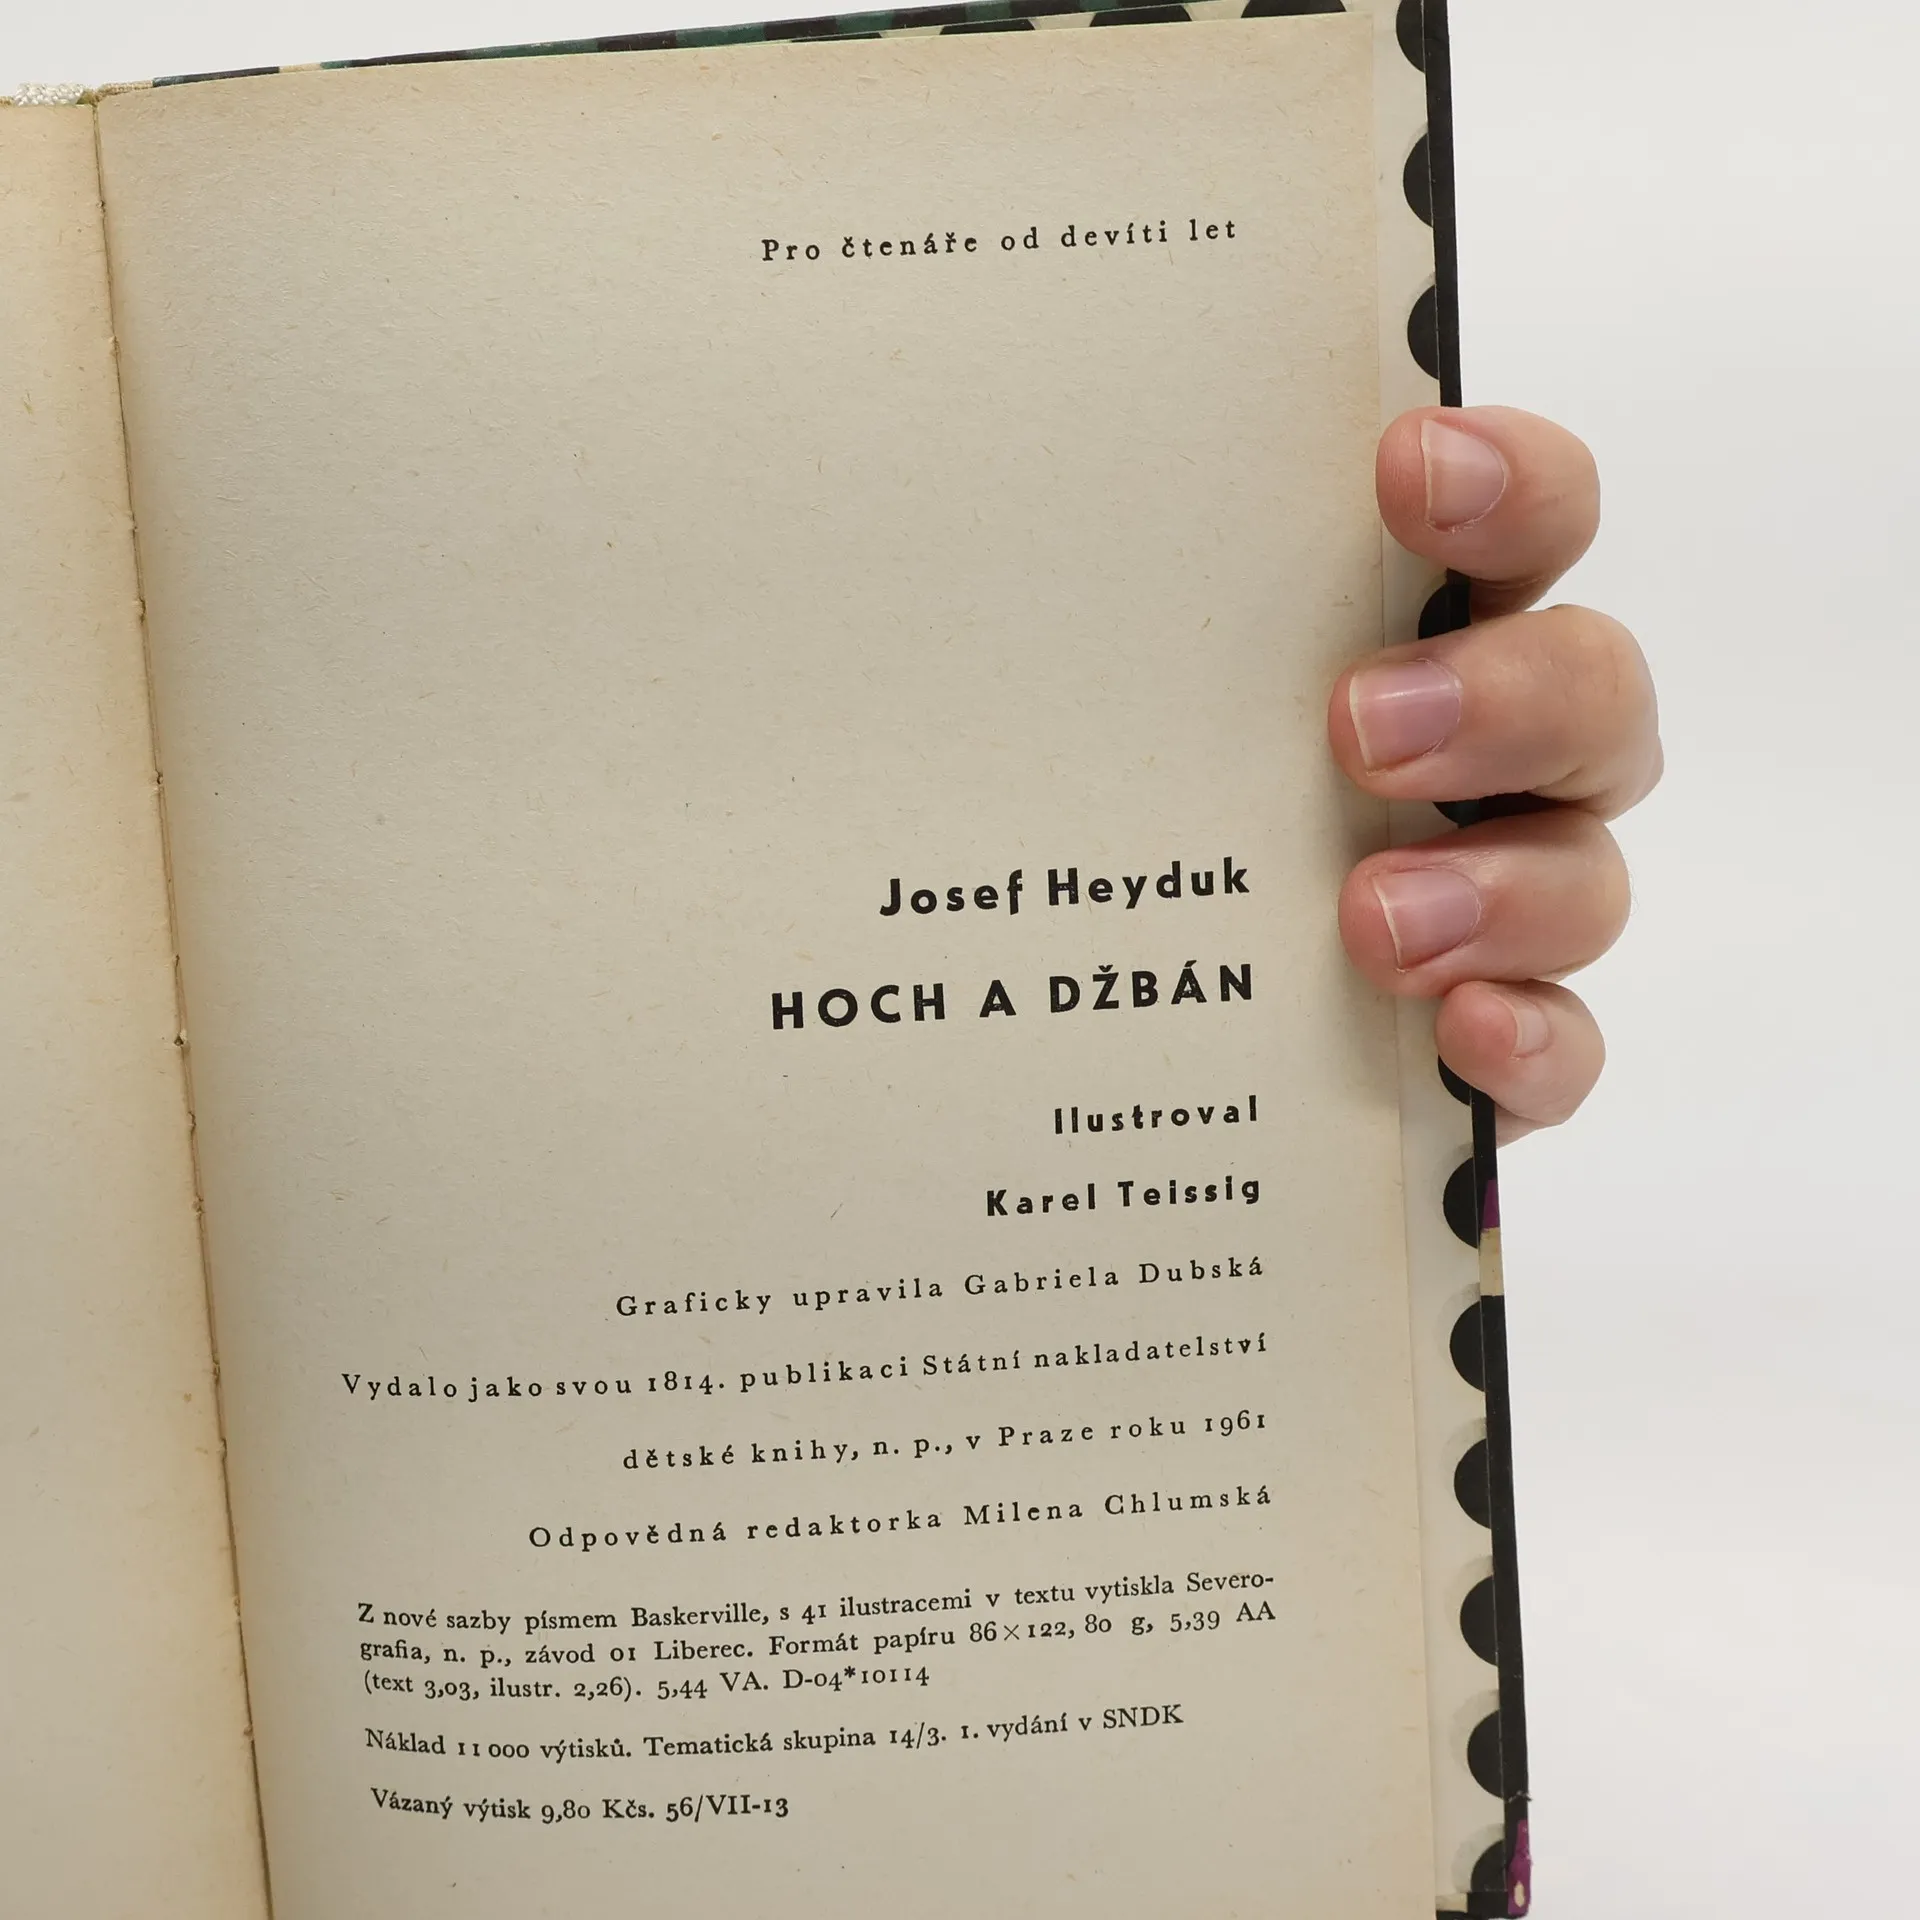 Pro čtenáře od devíti let
Josef Heyduk
HOCH A DŽBÁN
Ilustroval
Karel Teissig
Graficky upravila Gabriela Dubská
Vydalo jako svou 1814. publikaci Státní nakladatelství
dětské knihy, n. p., v Praze roku 1961
Odpovědná redaktorka Milena Chlumská
Z nové sazby písmem Baskerville, s 41 ilustracemi v textu vytiskla Severo-
grafia, n. p., závod 01 Liberec. Formát papíru 86×122, 80 g, 5,39 AA
(text 3,03, ilustr. 2,26). 5,44 VA. D-04*10114
Náklad 11 000 výtisků. Tematická skupina 14/3. 1. vydání v SNDK
Vázaný výtisk 9,80 Kčs. 56/VII-13